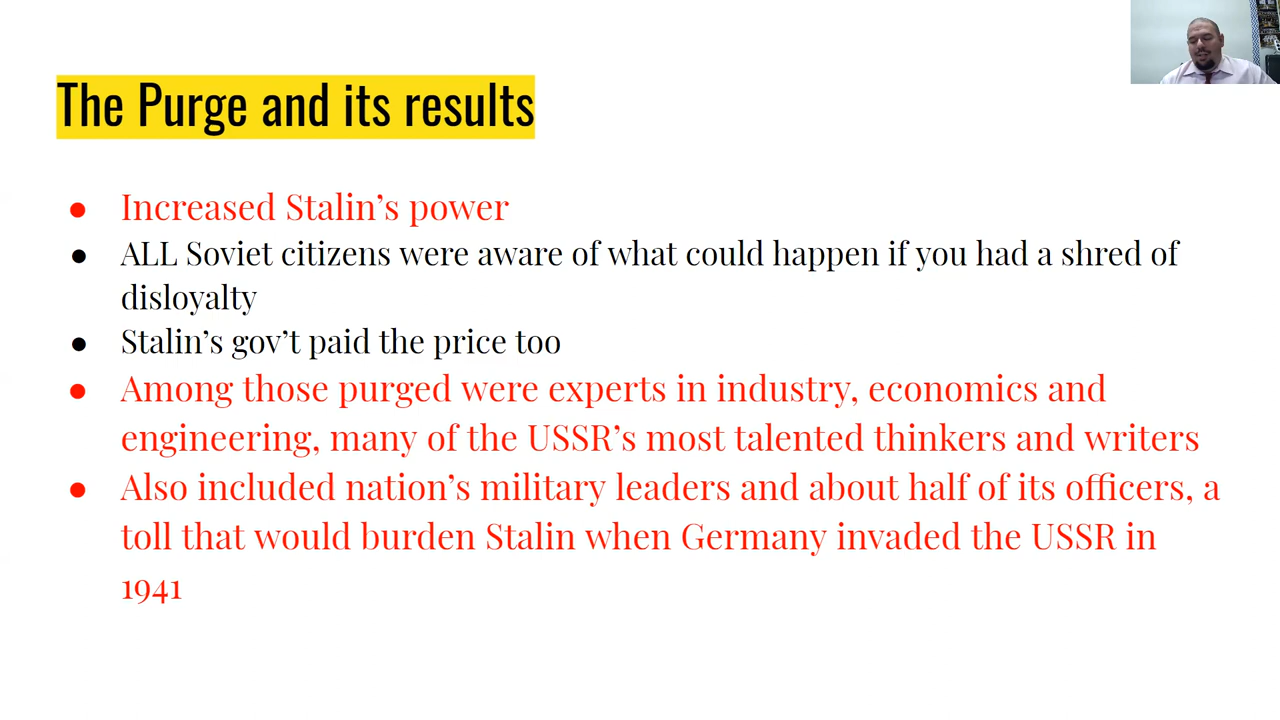 The Purge and its results
● Increased Stalin’s power
● ALL Soviet citizens were aware of what could happen if you had a shred of
disloyalty
● Stalin’s gov’t paid the price too
● Among those purged were experts in industry, economics and
engineering, many of the USSR’s most talented thinkers and writers
● Also included nation’s military leaders and about half of its officers, a
toll that would burden Stalin when Germany invaded the USSR in
1941